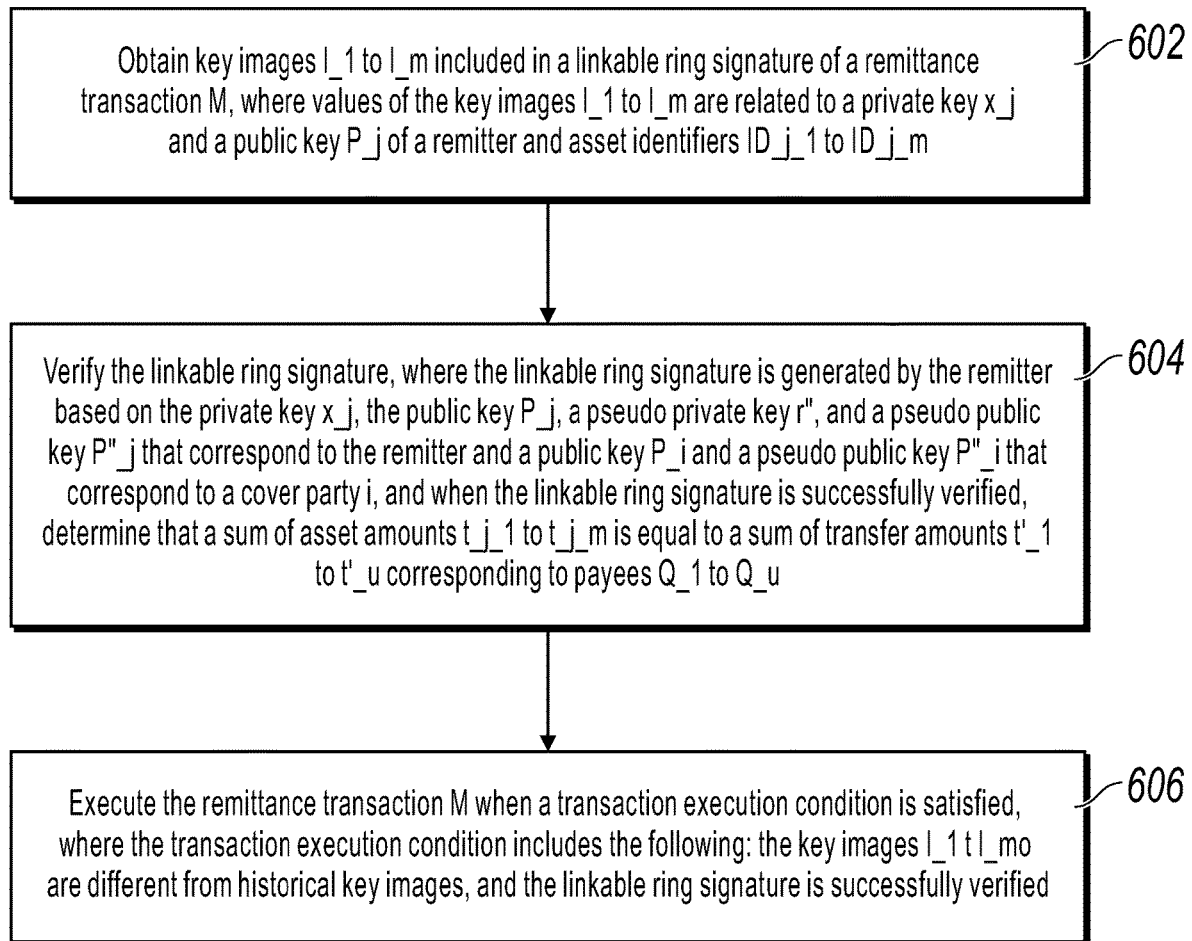 Obtain key images I_1 to I_m included in a linkable ring signature of a remittance
transaction M, where values of the key images I_1 to I_m are related to a private key x_j
and a public key P_j of a remitter and asset identifiers ID_j_1 to ID_j_m
602
Verify the linkable ring signature, where the linkable ring signature is generated by the remitter
based on the private key x_j, the public key P_j, a pseudo private key r", and a pseudo public
key P"_j that correspond to the remitter and a public key P_i and a pseudo public key P"_i that
correspond to a cover party i, and when the linkable ring signature is successfully verified,
determine that a sum of asset amounts t_j_1 to t_j_m is equal to a sum of transfer amounts t'_1
to t'_u corresponding to payees Q_1 to Q_u
604
Execute the remittance transaction M when a transaction execution condition is satisfied,
where the transaction execution condition includes the following: the key images I_1 t I_mo
are different from historical key images, and the linkable ring signature is successfully verified
606